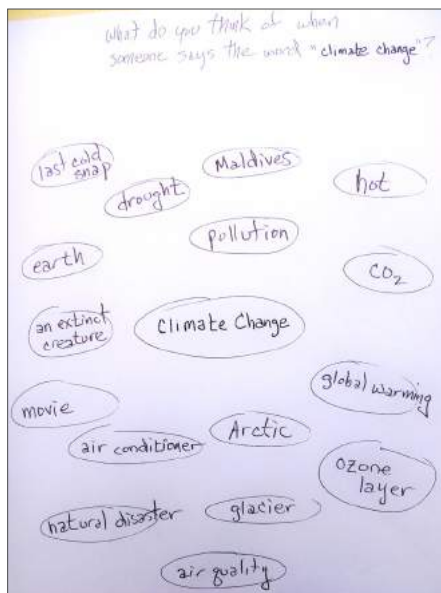 what do you think of when
someone says the word "climate change"?
last cold
snap
drought
Maldives
hot
pollution
earth
CO₂
an extinct
creature
Climate Change
global warming
movie
air conditioner
Arctic
ozone
layer
natural disaster
glacier
air quality